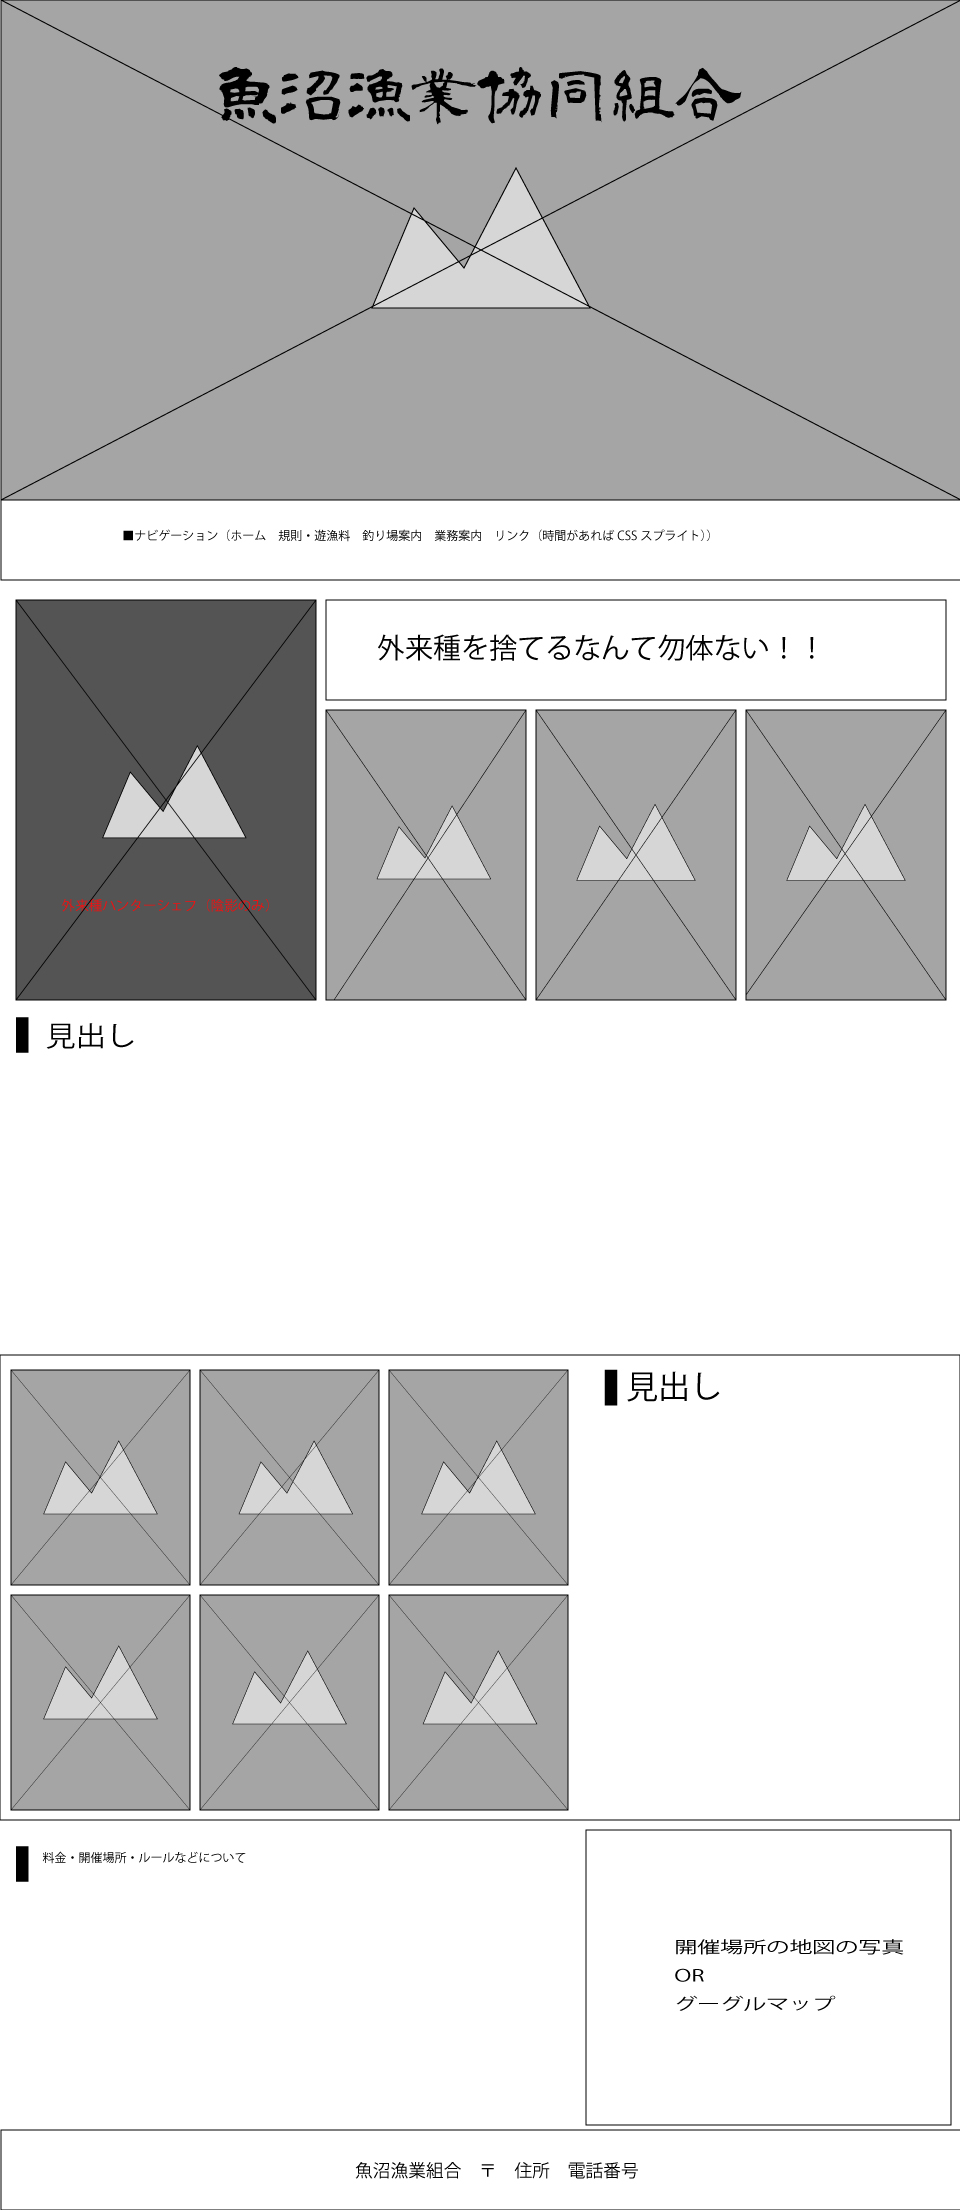 魚沼漁業協同組合
■ナビゲーション（ホーム　規則・遊漁料　釣り場案内　業務案内　リンク（時間があれば CSS スプライト））
外来種を捨てるなんて勿体ない！！
見出し
見出し
料金・開催場所・ルールなどについて
開催場所の地図の写真
OR
グーグルマップ
魚沼漁業組合　〒　住所　電話番号